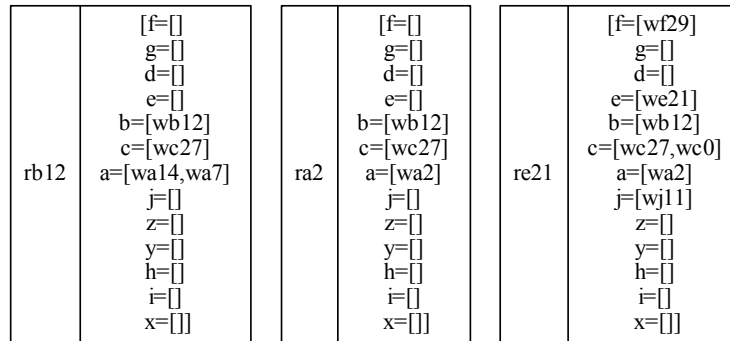 rb12
[f=[]
g=[]
d=[]
e=[]
b=[wb12]
c=[wc27]
a=[wa14,wa7]
j=[]
z=[]
y=[]
h=[]
i=[]
x=[]]
ra2
[f=[]
g=[]
d=[]
e=[]
b=[wb12]
c=[wc27]
a=[wa2]
j=[]
z=[]
y=[]
h=[]
i=[]
x=[]]
re21
[f=[wf29]
g=[]
d=[]
e=[we21]
b=[wb12]
c=[wc27,wc0]
a=[wa2]
j=[wj11]
z=[]
y=[]
h=[]
i=[]
x=[]]